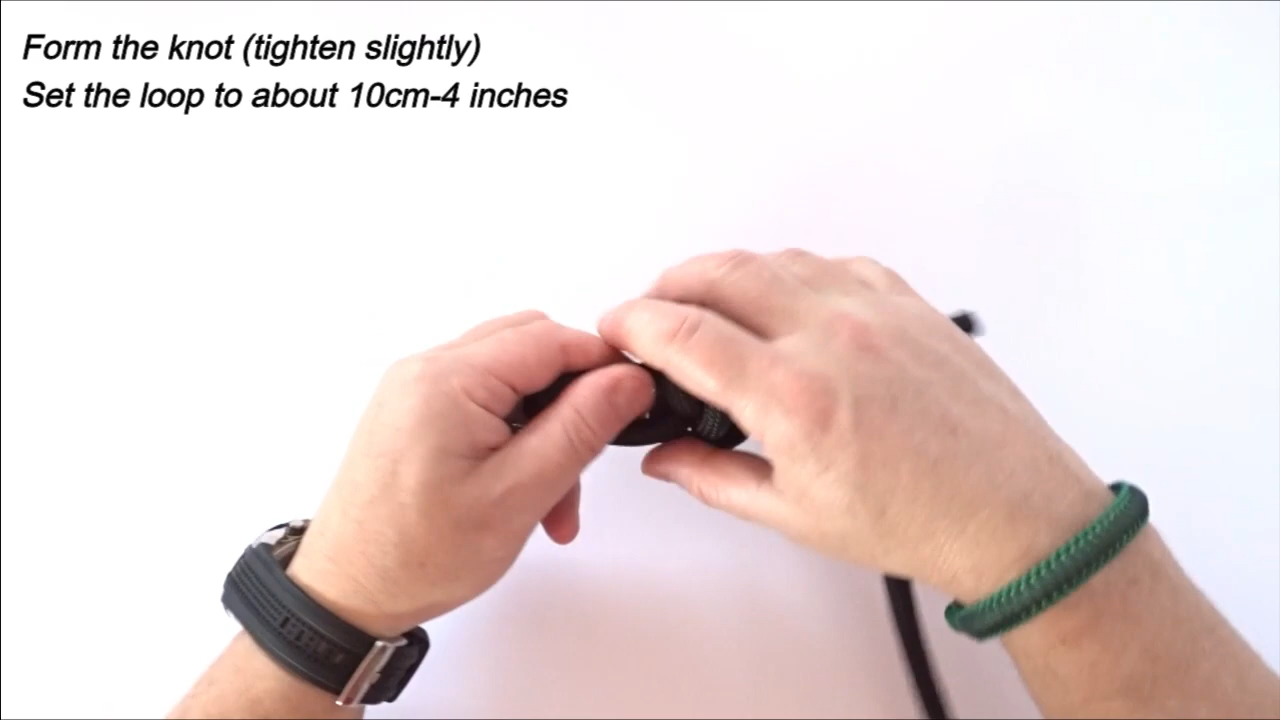 Form the knot (tighten slightly)
Set the loop to about 10cm-4 inches